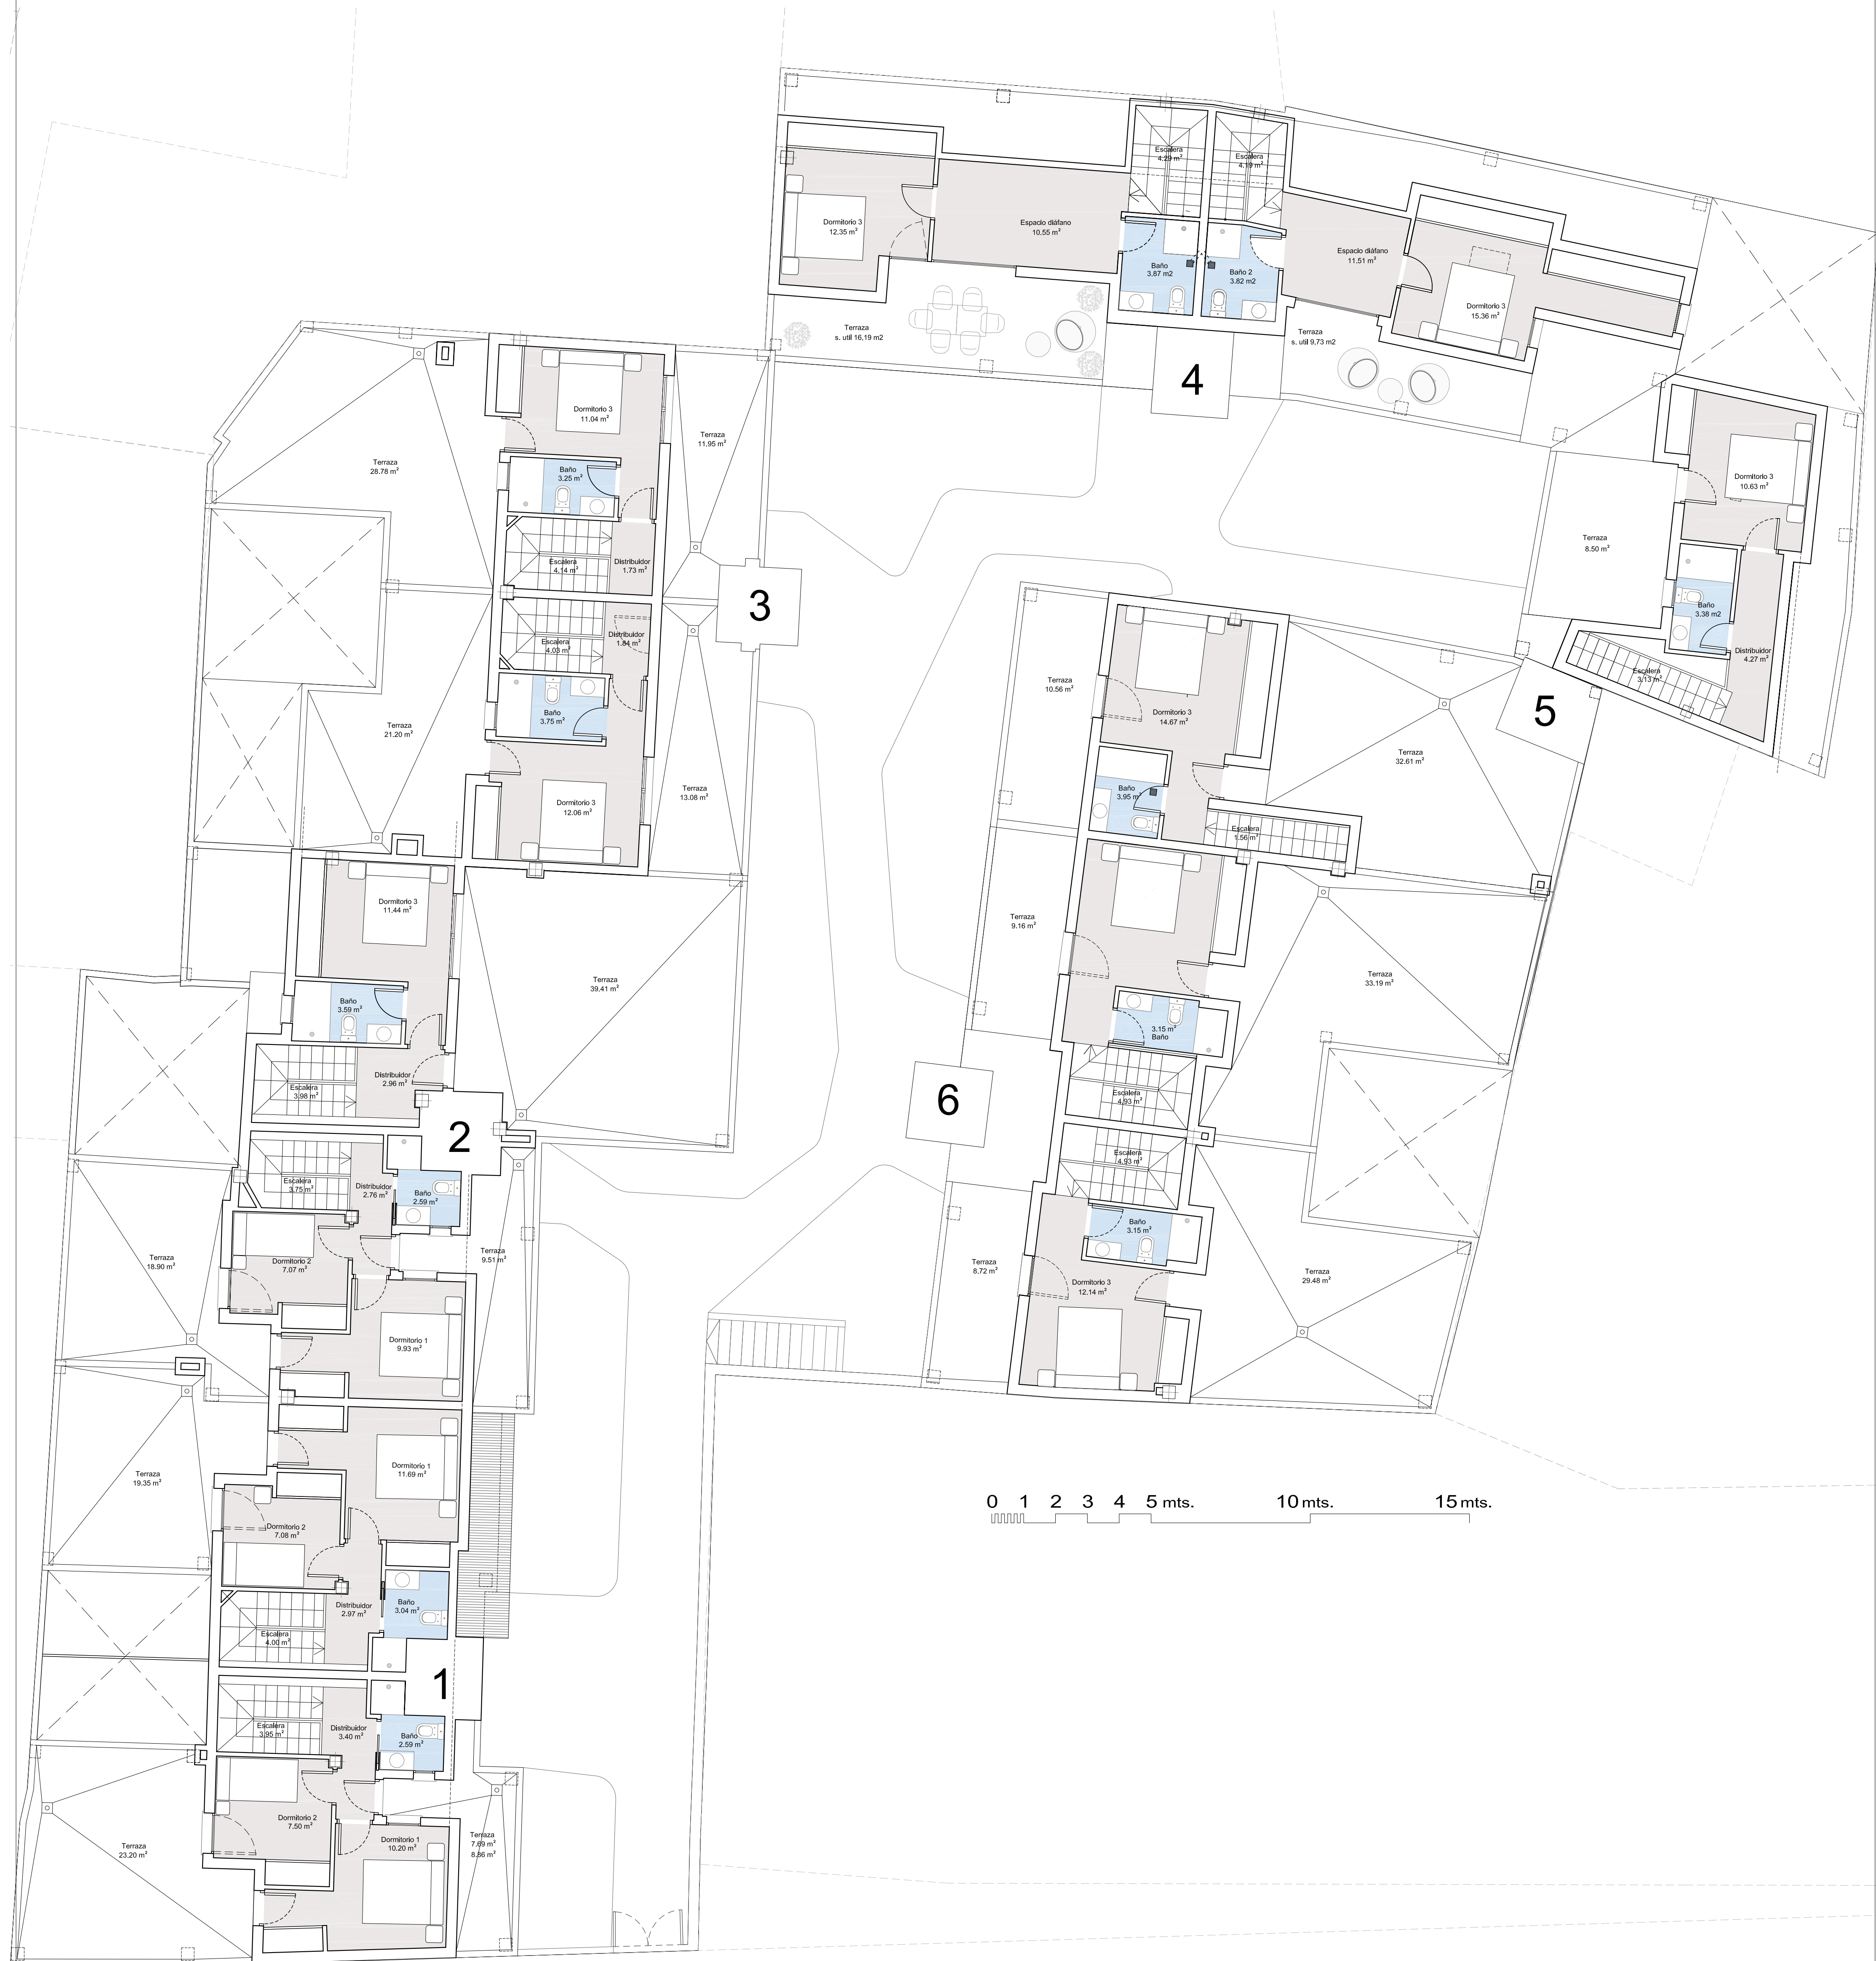 Escalera
4.29 m²
Escalera
4.19 m²
Dormitorio 3
12.35 m²
Espacio diáfano
10.55 m²
Baño
3,87 m2
Baño 2
3.82 m2
Espacio diáfano
11.51 m²
Dormitorio 3
15.36 m²
Terraza
s. util 16,19 m2
Terraza
s. util 9,73 m2
4
Dormitorio 3
11.04 m²
Terraza
11.95 m²
Terraza
28.78 m²
Baño
3.25 m²
Escalera
4.14 m²
Distribuidor
1.73 m²
3
Escalera
4.03 m²
Distribuidor
1.84 m²
Baño
3.75 m²
Terraza
21.20 m²
Dormitorio 3
12.06 m²
Terraza
13.08 m²
Dormitorio 3
10.63 m²
Terraza
8.50 m²
Baño
3.38 m2
Distribuidor
4.27 m²
Escalera
3.13 m²
5
Terraza
10.56 m²
Dormitorio 3
14.67 m²
Terraza
32.61 m²
Baño
3.95 m²
Escalera
1.56 m²
Terraza
9.16 m²
Terraza
33.19 m²
3.15 m²
Baño
Escalera
4.93 m²
6
Escalera
4.93 m²
Baño
3.15 m²
Terraza
8.72 m²
Dormitorio 3
12.14 m²
Terraza
29.48 m²
Dormitorio 3
11.44 m²
Terraza
39.41 m²
Baño
3.59 m²
Distribuidor
2.96 m²
Escalera
3.98 m²
2
Escalera
3.75 m²
Distribuidor
2.76 m²
Baño
2.59 m²
Terraza
18.90 m²
Dormitorio 2
7.07 m²
Terraza
9.51 m²
Dormitorio 1
9.93 m²
Terraza
19.35 m²
Dormitorio 1
11.69 m²
Dormitorio 2
7.08 m²
Distribuidor
2.97 m²
Baño
3.04 m²
Escalera
4.00 m²
1
Escalera
3.95 m²
Distribuidor
3.40 m²
Baño
2.59 m²
Dormitorio 2
7.50 m²
Dormitorio 1
10.20 m²
Terraza
23.20 m²
Terraza
7.69 m²
8.86 m²
0 1 2 3 4 5 mts. 10 mts. 15 mts.